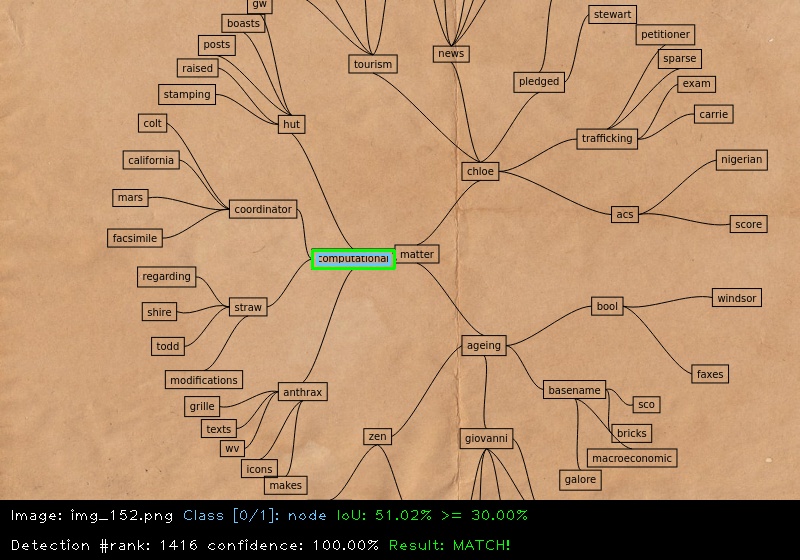 gw
boasts
posts
raised
stamping
hut
tourism
news
pledged
stewart
petitioner
sparse
exam
carrie
trafficking
chloe
nigerian
acs
score
colt
california
mars
facsimile
coordinator
computational
matter
regarding
shire
todd
modifications
straw
ageing
bool
windsor
faxes
basename
sco
bricks
macroeconomic
galore
anthrax
grille
texts
wv
icons
makes
zen
giovanni
Image: img_152.png Class [0/1]: node IoU: 51.02% >= 30.00%
Detection #rank: 1416 confidence: 100.00% Result: MATCH!